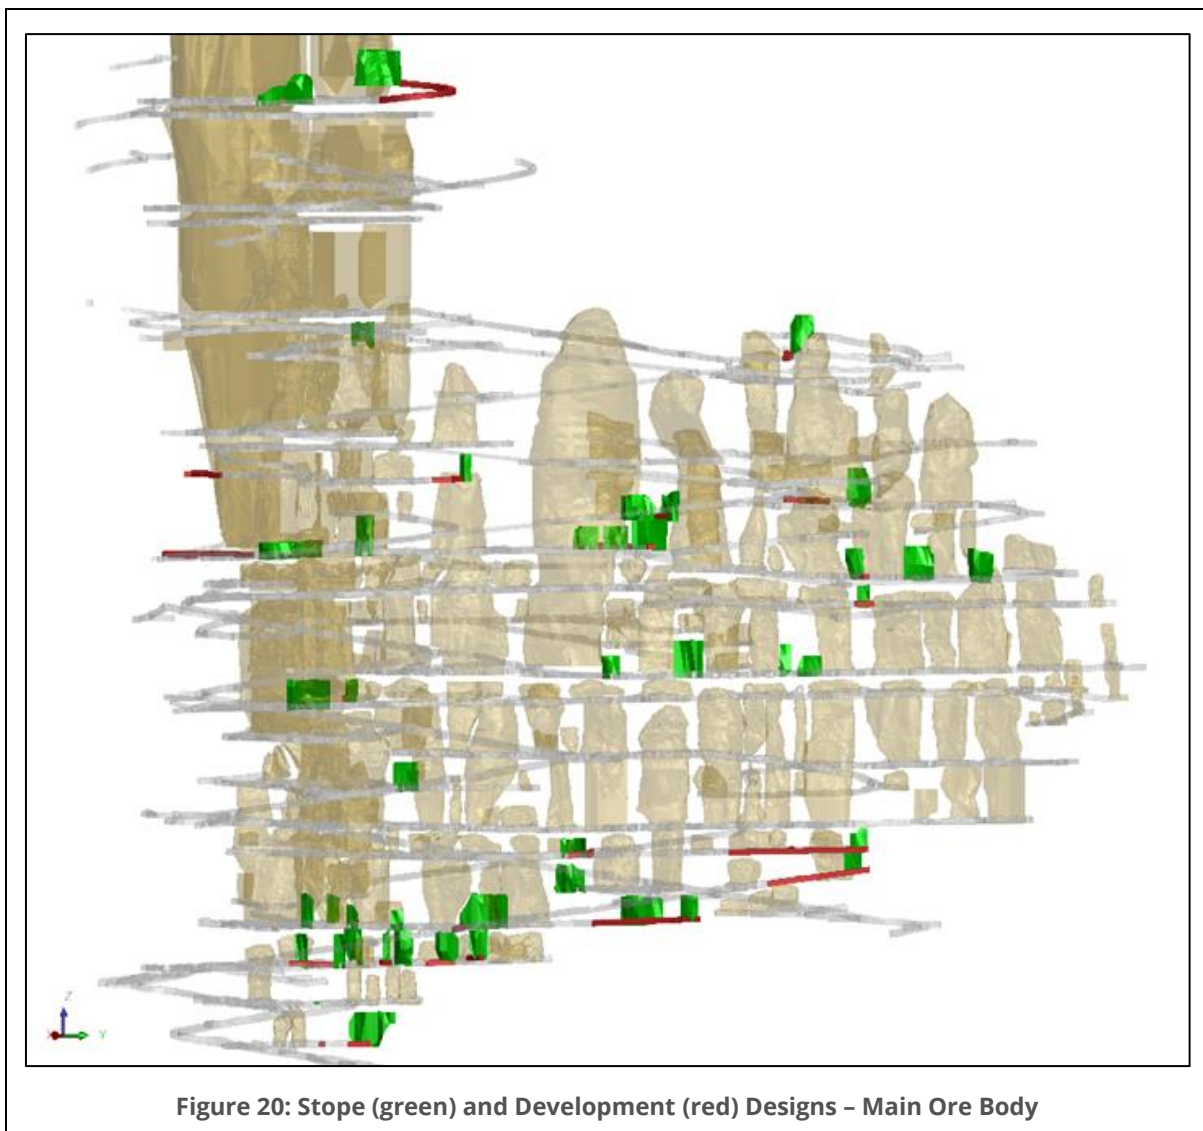 Z
Y
Figure 20: Stope (green) and Development (red) Designs – Main Ore Body